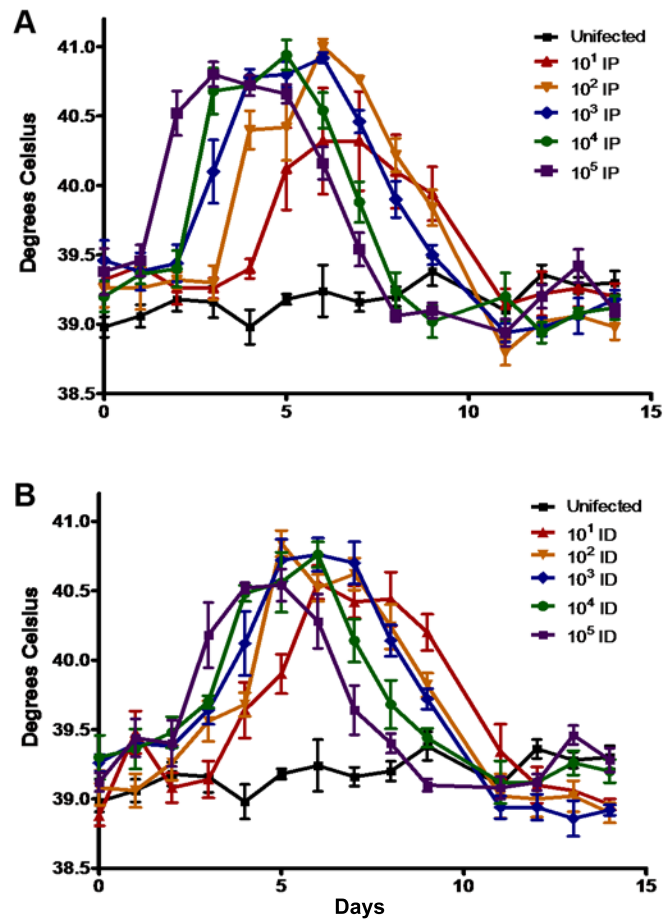 A
Degrees Celsius
41.0
40.5
40.0
39.5
39.0
38.5
0
5
10
15
Unifected
10¹ IP
10² IP
10³ IP
10⁴ IP
10⁵ IP
B
Degrees Celsius
41.0
40.5
40.0
39.5
39.0
38.5
0
5
10
15
Days
Unifected
10¹ ID
10² ID
10³ ID
10⁴ ID
10⁵ ID